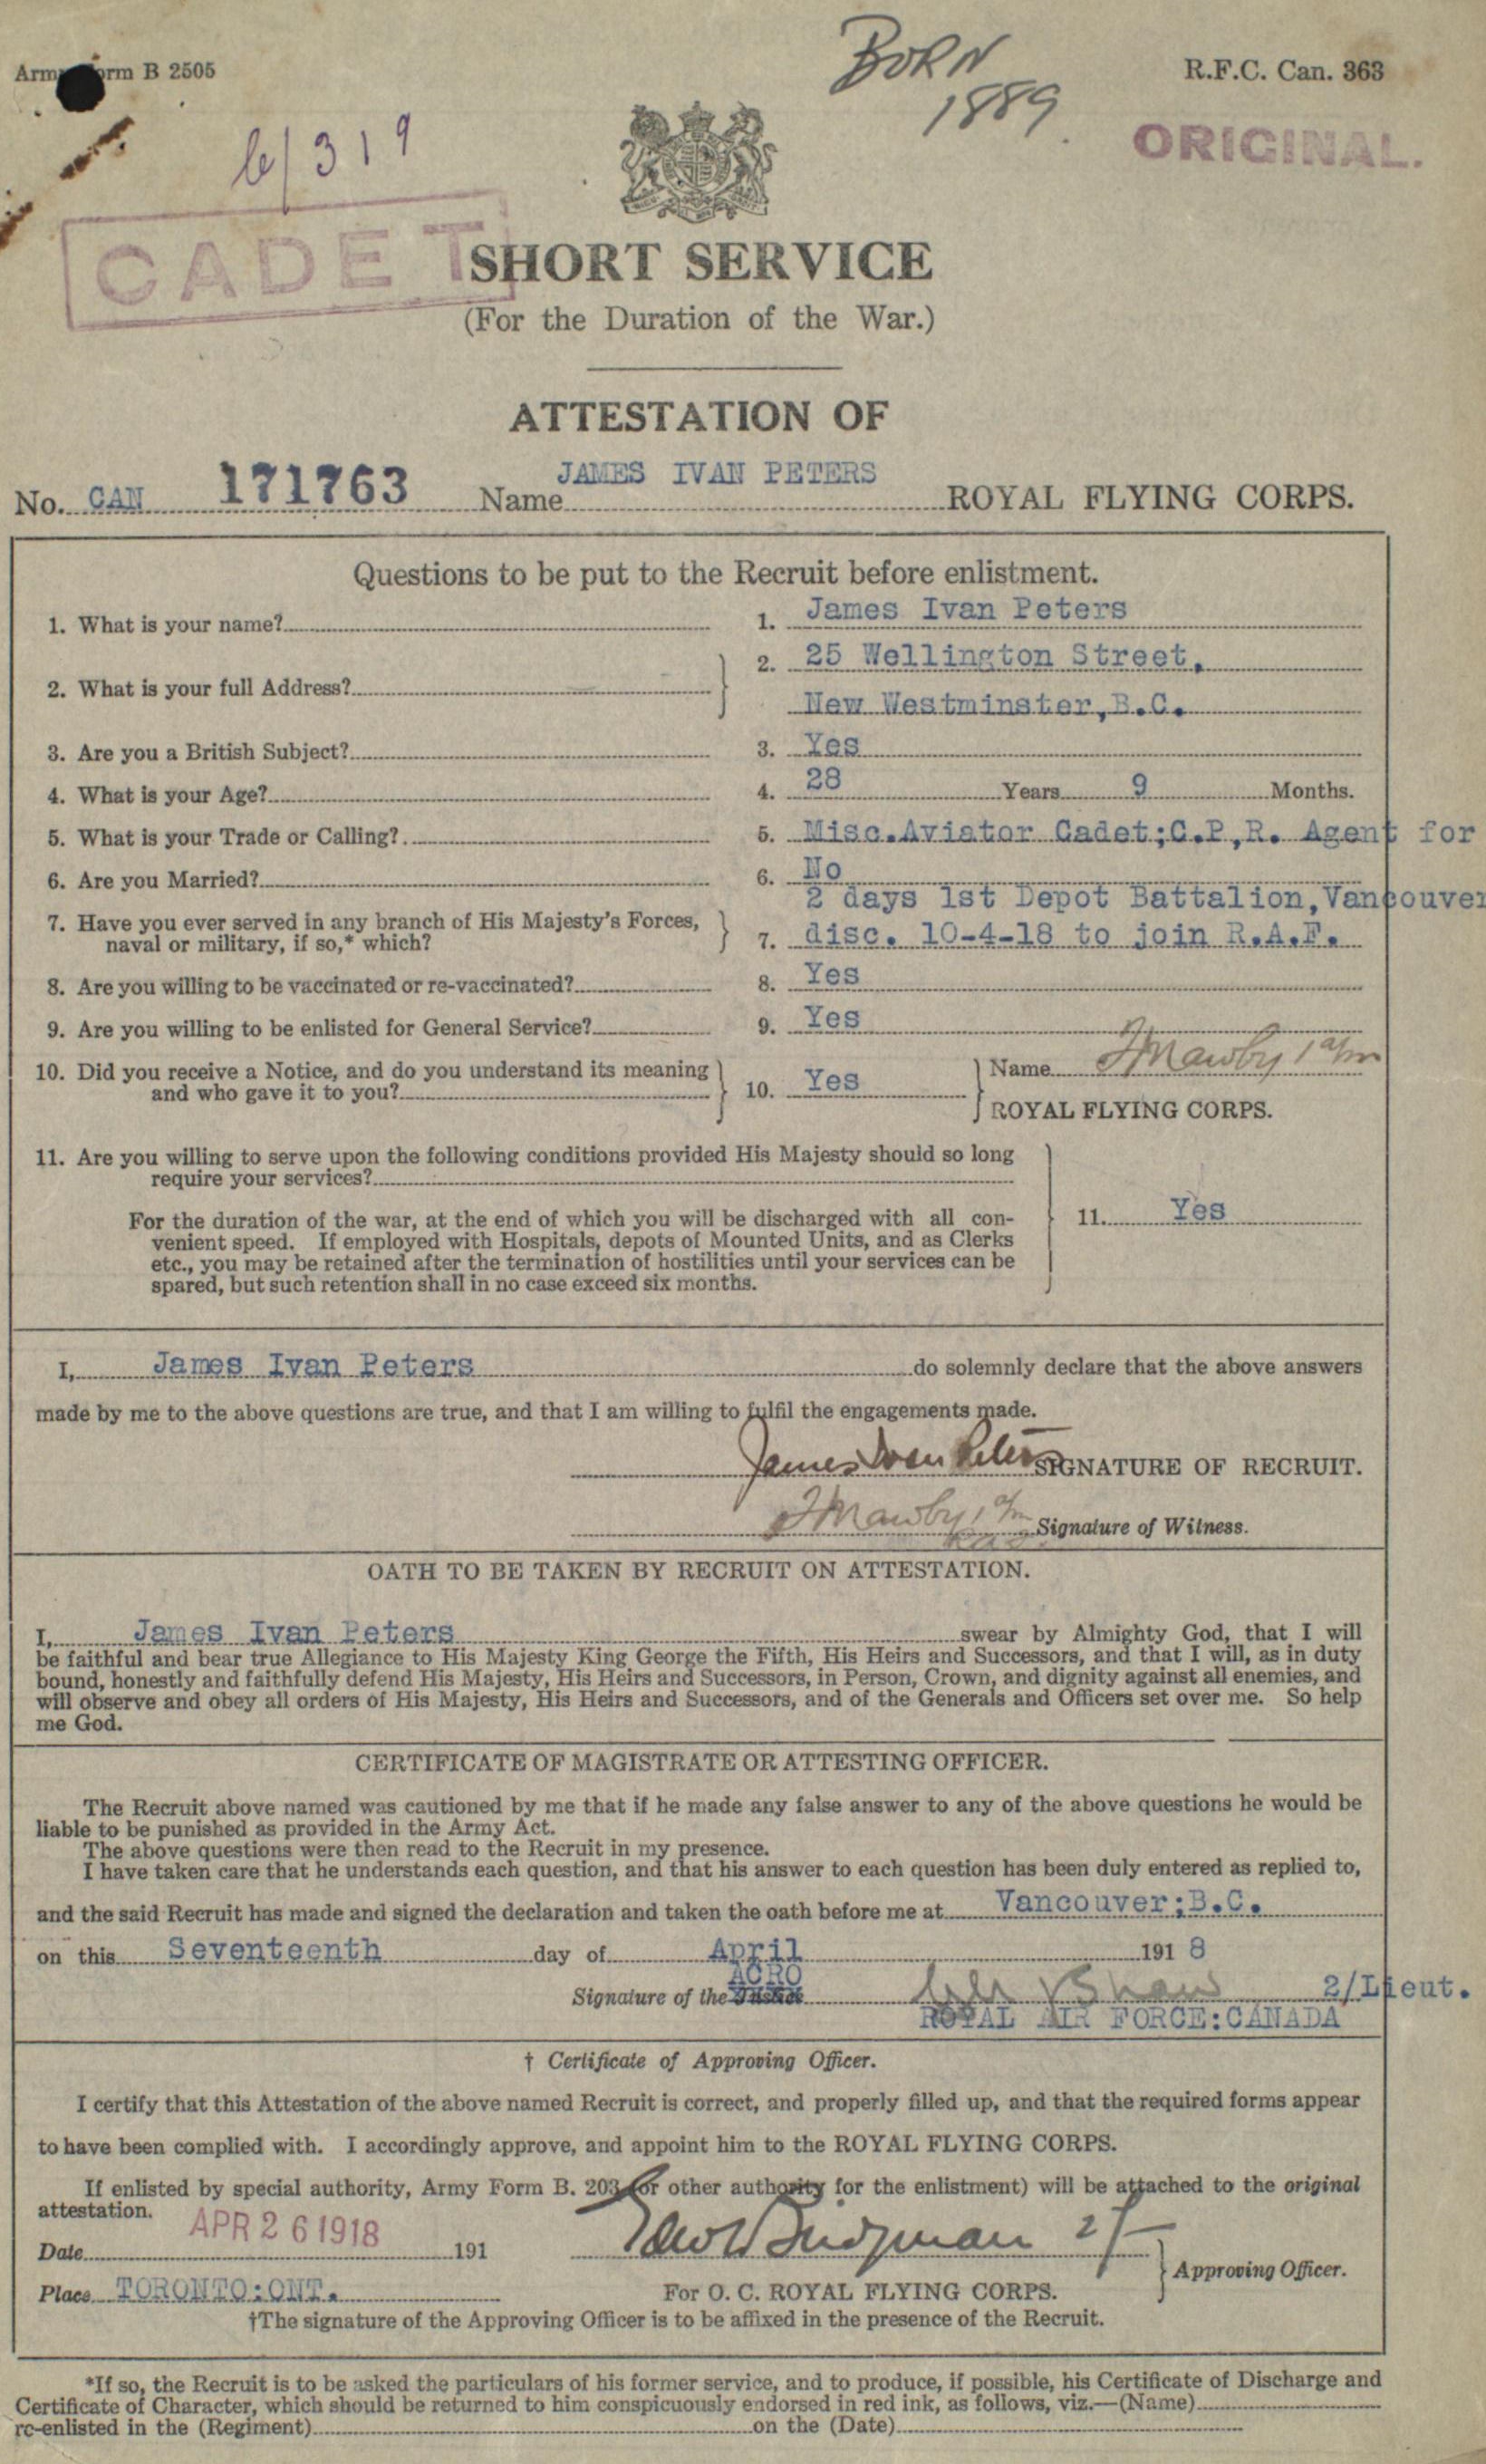 Army Form B 2505
BORN
1889
R.F.C. Can. 363
ORIGINAL.
6/319
CADET
SHORT SERVICE
(For the Duration of the War.)
ATTESTATION OF
No. CAN 171763 Name JAMES IVAN PETERS ROYAL FLYING CORPS.
Questions to be put to the Recruit before enlistment.
1. What is your name? 1. James Ivan Peters
2. What is your full Address? 2. 25 Wellington Street,
New Westminster, B.C.
3. Are you a British Subject? 3. Yes
4. What is your Age? 4. 28 Years 9 Months.
5. What is your Trade or Calling? 5. Misc.Aviator Cadet;C.P,R. Agent for
6. Are you Married? 6. No
7. Have you ever served in any branch of His Majesty's Forces, naval or military, if so,* which? 7. 2 days 1st Depot Battalion,Vancouver
disc. 10-4-18 to join R.A.F.
8. Are you willing to be vaccinated or re-vaccinated? 8. Yes
9. Are you willing to be enlisted for General Service? 9. Yes
10. Did you receive a Notice, and do you understand its meaning and who gave it to you? 10. Yes Name Mawby 1 a/m
ROYAL FLYING CORPS.
11. Are you willing to serve upon the following conditions provided His Majesty should so long
require your services?
For the duration of the war, at the end of which you will be discharged with all con-
venient speed. If employed with Hospitals, depots of Mounted Units, and as Clerks 11. Yes
etc., you may be retained after the termination of hostilities until your services can be
spared, but such retention shall in no case exceed six months.
I, James Ivan Peters do solemnly declare that the above answers
made by me to the above questions are true, and that I am willing to fulfil the engagements made.
James Ivan Peters SIGNATURE OF RECRUIT.
Mawby 1 a/m Signature of Witness.
OATH TO BE TAKEN BY RECRUIT ON ATTESTATION.
I, James Ivan Peters swear by Almighty God, that I will
be faithful and bear true Allegiance to His Majesty King George the Fifth, His Heirs and Successors, and that I will, as in duty
bound, honestly and faithfully defend His Majesty, His Heirs and Successors, in Person, Crown, and dignity against all enemies, and
will observe and obey all orders of His Majesty, His Heirs and Successors, and of the Generals and Officers set over me. So help
me God.
CERTIFICATE OF MAGISTRATE OR ATTESTING OFFICER.
The Recruit above named was cautioned by me that if he made any false answer to any of the above questions he would be
liable to be punished as provided in the Army Act.
The above questions were then read to the Recruit in my presence.
I have taken care that he understands each question, and that his answer to each question has been duly entered as replied to,
and the said Recruit has made and signed the declaration and taken the oath before me at Vancouver;B.C.
on this Seventeenth day of April 1918
ACRO
Signature of the Justice Shaw 2/Lieut.
ROYAL AIR FORCE:CANADA
† Certificate of Approving Officer.
I certify that this Attestation of the above named Recruit is correct, and properly filled up, and that the required forms appear
to have been complied with. I accordingly approve, and appoint him to the ROYAL FLYING CORPS.
If enlisted by special authority, Army Form B. 203 (or other authority for the enlistment) will be attached to the original
attestation.
Date APR 26 1918 191 Bridgman Approving Officer.
Place TORONTO:ONT. For O. C. ROYAL FLYING CORPS.
†The signature of the Approving Officer is to be affixed in the presence of the Recruit.
*If so, the Recruit is to be asked the particulars of his former service, and to produce, if possible, his Certificate of Discharge and
Certificate of Character, which should be returned to him conspicuously endorsed in red ink, as follows, viz.—(Name)
re-enlisted in the (Regiment) on the (Date)